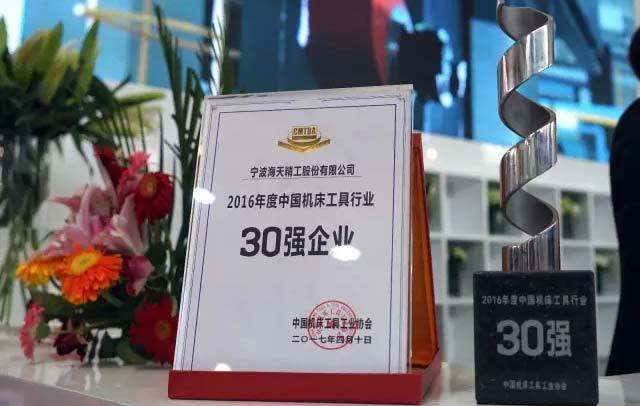 CMTBA
宁波海天精工股份有限公司
2016年度中国机床工具行业
30强企业
中国机床工具工业协会
二〇一七年四月十日
2016年度中国机床工具行业
30强
中国机床工具工业协会